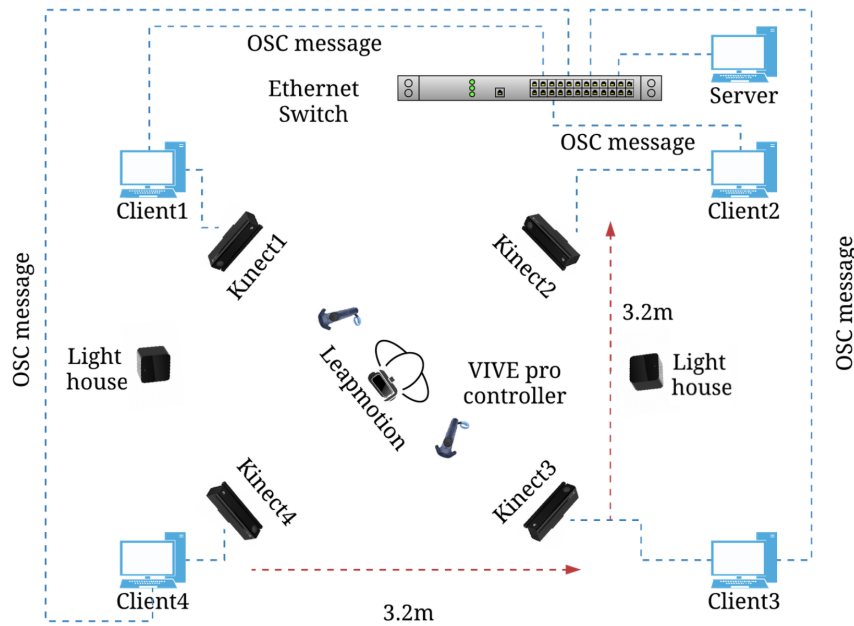 OSC message
Ethernet
Switch
Server
OSC message
Client1
Client2
Kinect1
Kinect2
OSC message
OSC message
3.2m
Light
house
Leapmotion
VIVE pro
controller
Light
house
Kinect4
Kinect3
Client4
Client3
3.2m